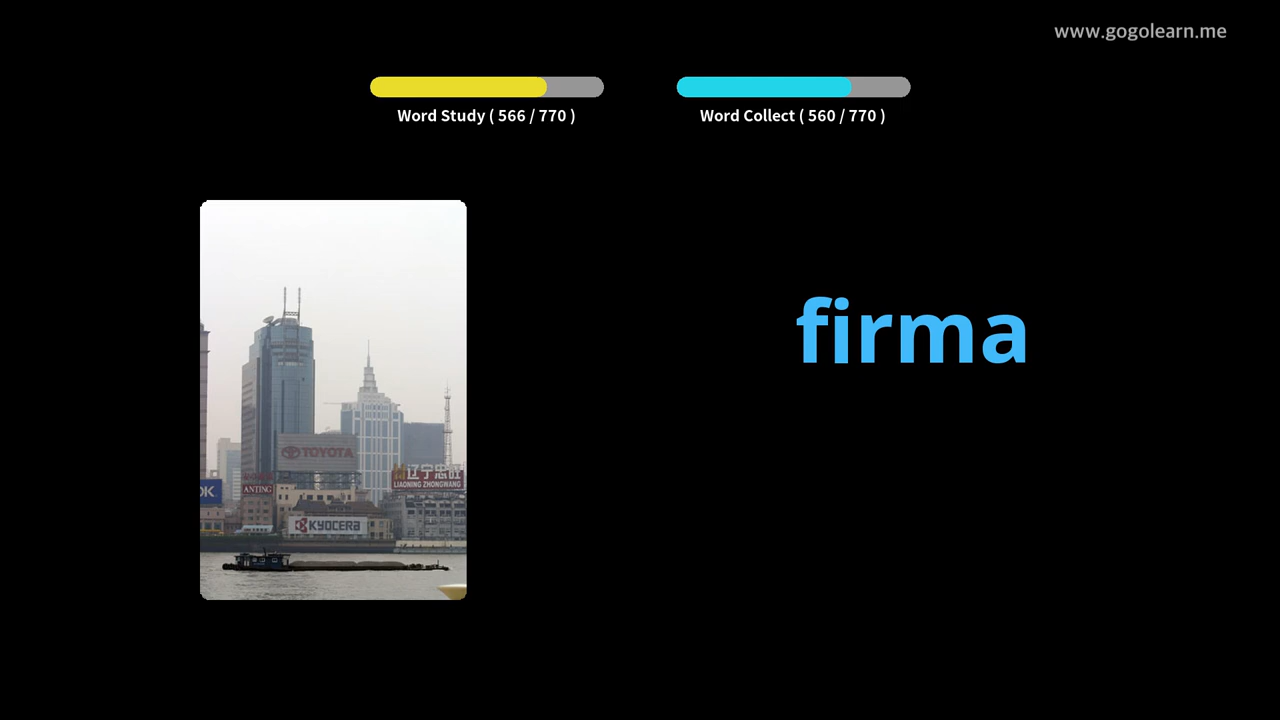 www.gogolearn.me
Word Study ( 566 / 770 )
Word Collect ( 560 / 770 )
firma
TOYOTA
辽宁忠旺
LIAONING ZHONGWANG
ANTING
OK
KYOCERA